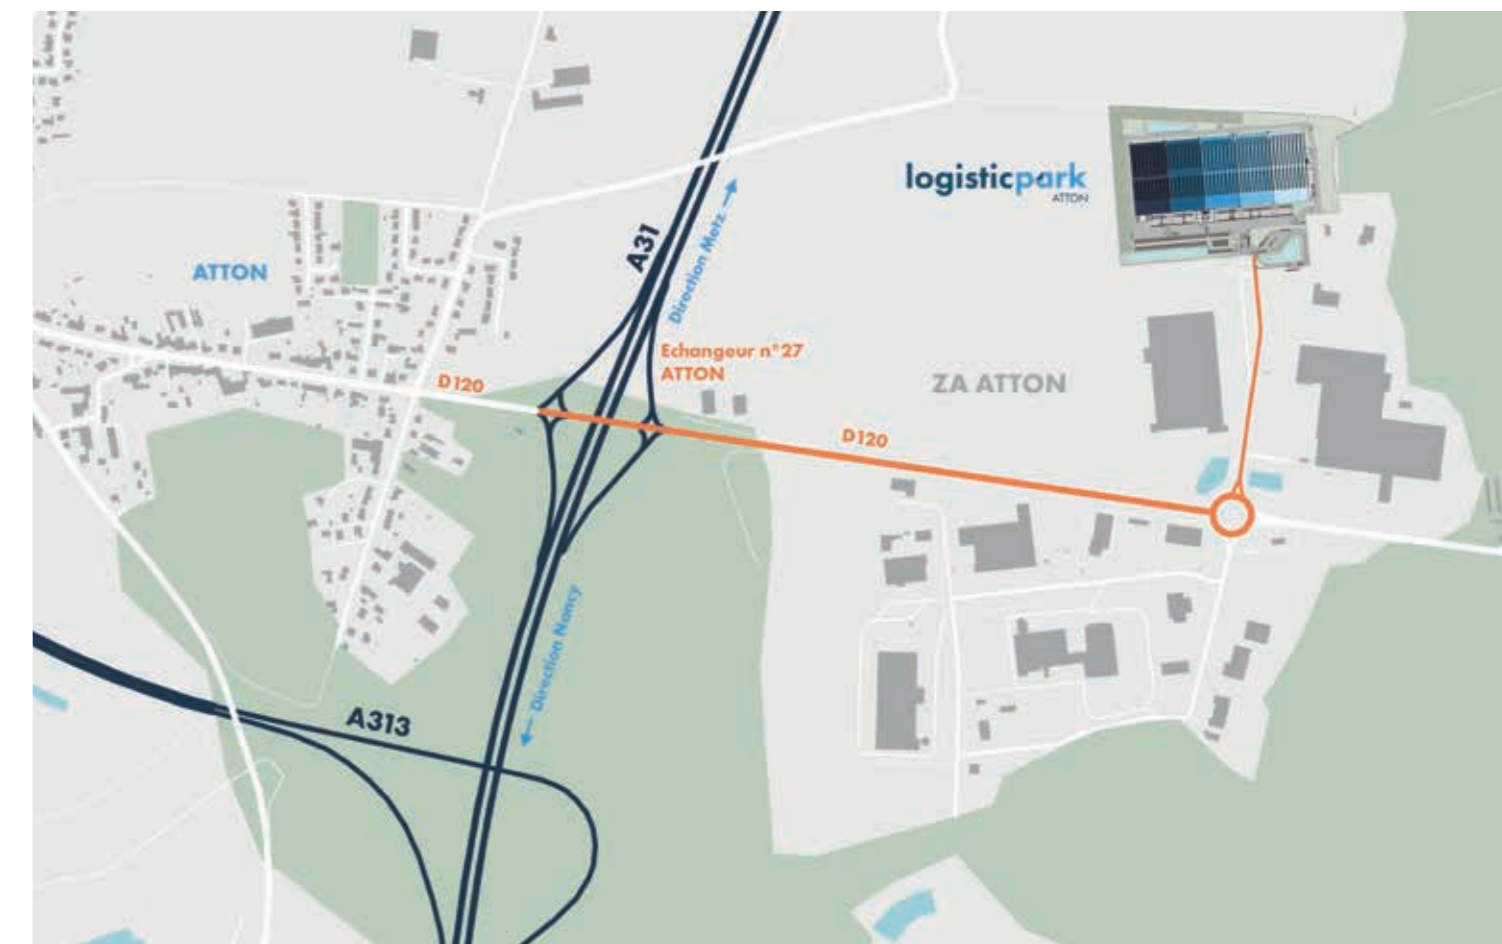 logisticpark
ATTON
A31
Direction Metz
ATTON
Echangeur n°27
ATTON
D120
ZA ATTON
D120
Direction Nancy
A313